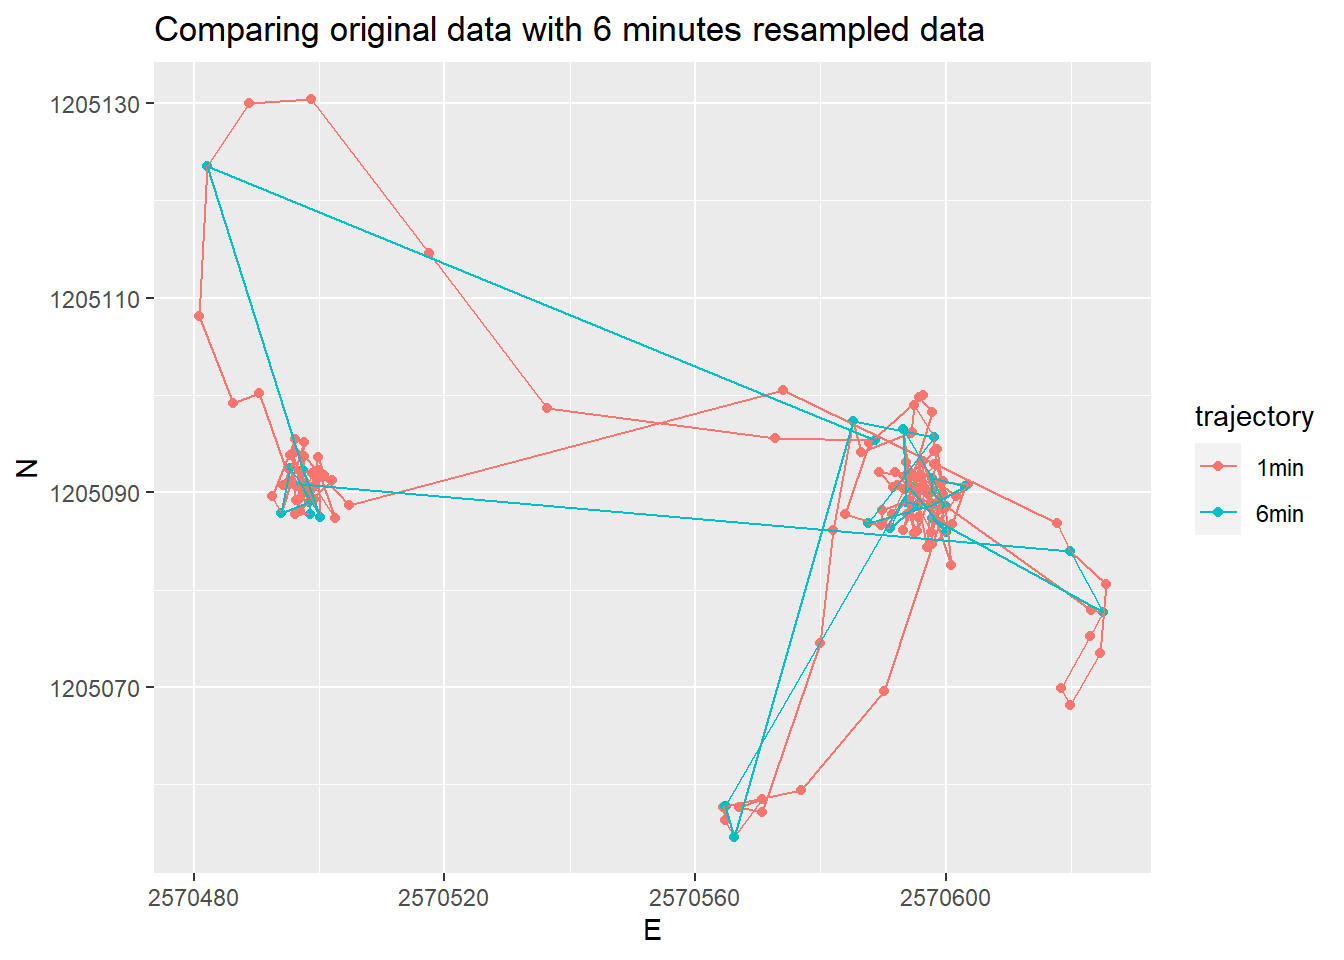 Comparing original data with 6 minutes resampled data
1205130
1205110
1205090
1205070
N
2570480 2570520 2570560 2570600
E
trajectory
1min
6min